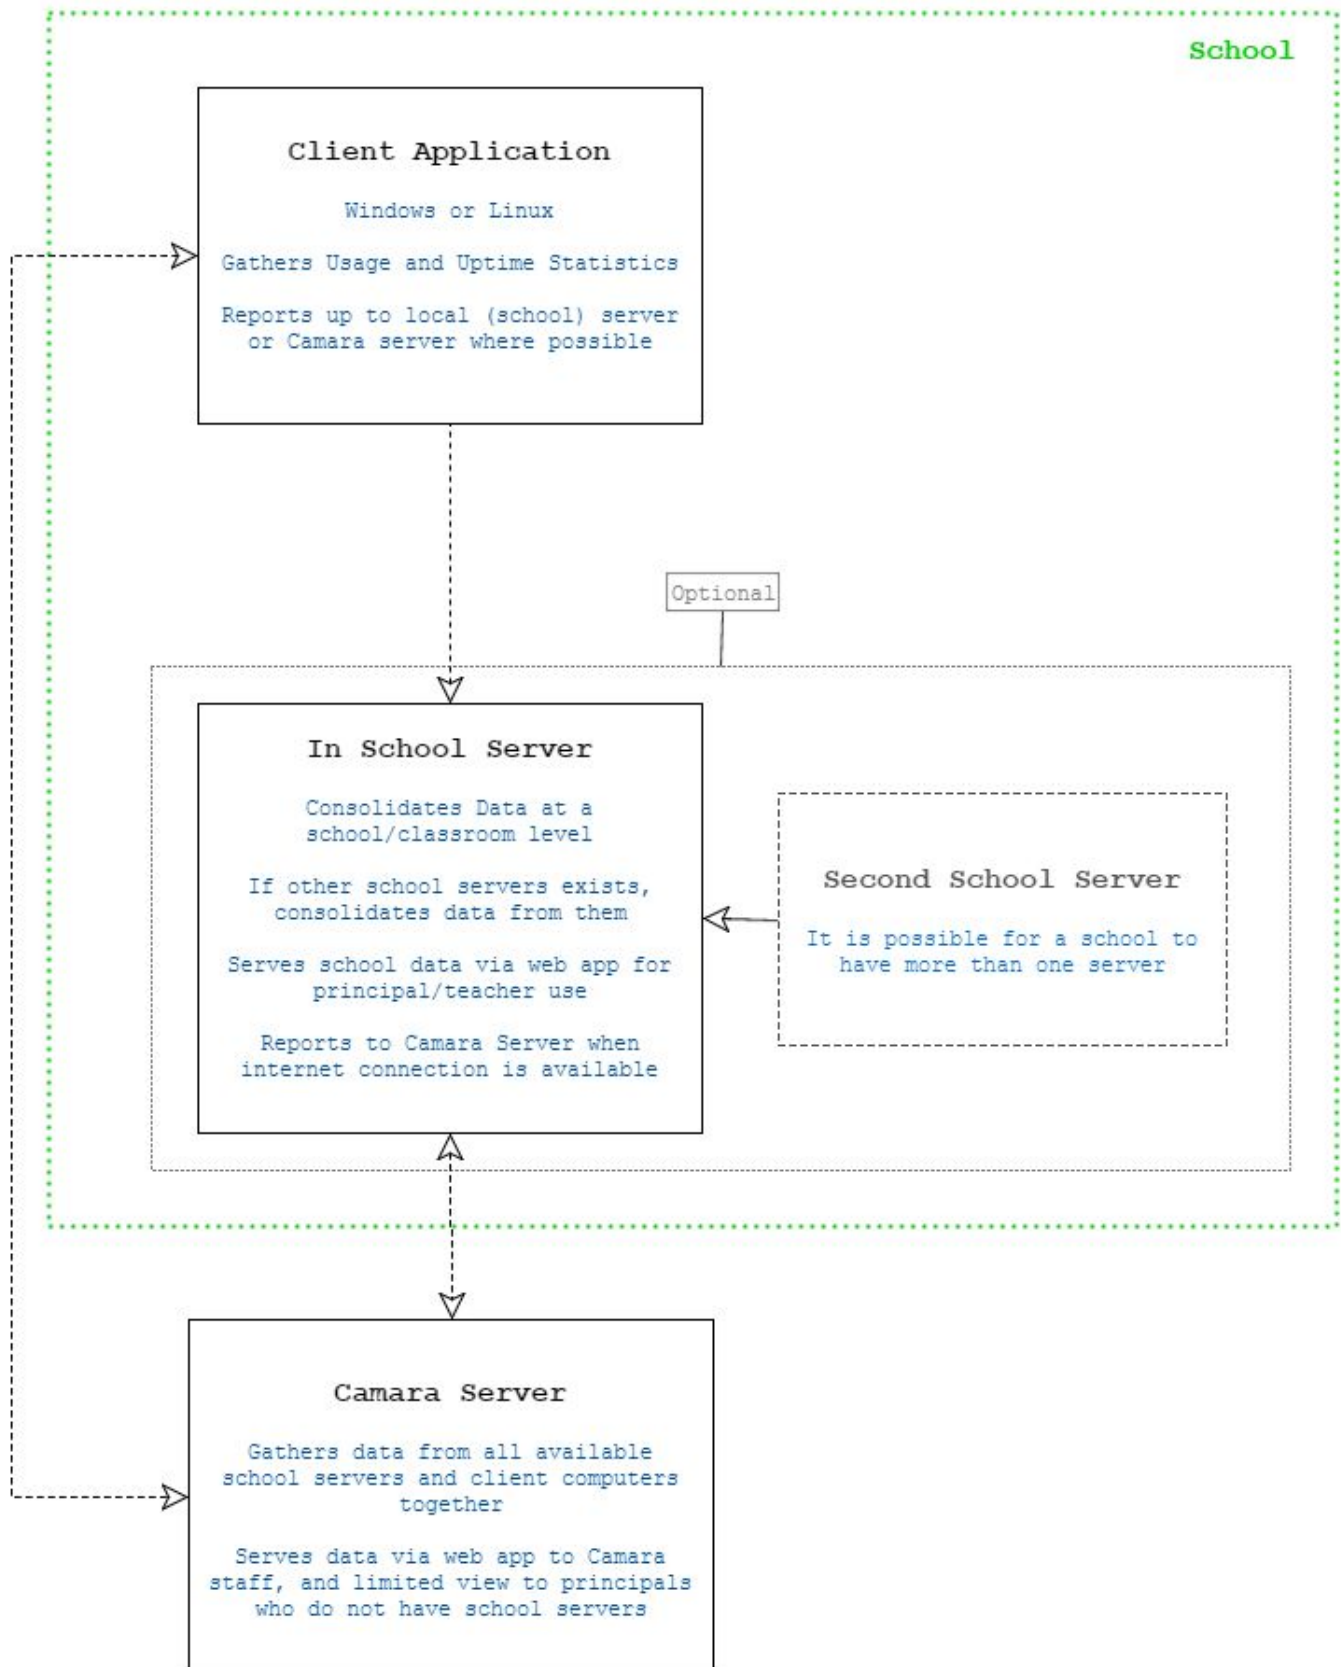 School
Client Application
Windows or Linux
Gathers Usage and Uptime Statistics
Reports up to local (school) server
or Camara server where possible
Optional
In School Server
Consolidates Data at a
school/classroom level
If other school servers exists,
consolidates data from them
Serves school data via web app for
principal/teacher use
Reports to Camara Server when
internet connection is available
Second School Server
It is possible for a school to
have more than one server
Camara Server
Gathers data from all available
school servers and client computers
together
Serves data via web app to Camara
staff, and limited view to principals
who do not have school servers